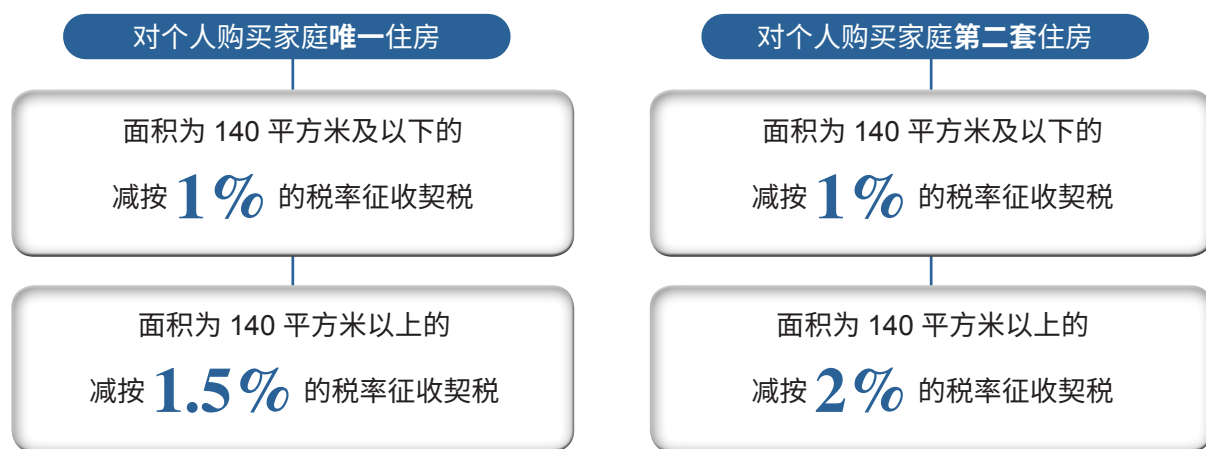 对个人购买家庭唯一住房
面积为 140 平方米及以下的
减按 1% 的税率征收契税
面积为 140 平方米以上的
减按 1.5% 的税率征收契税
对个人购买家庭第二套住房
面积为 140 平方米及以下的
减按 1% 的税率征收契税
面积为 140 平方米以上的
减按 2% 的税率征收契税